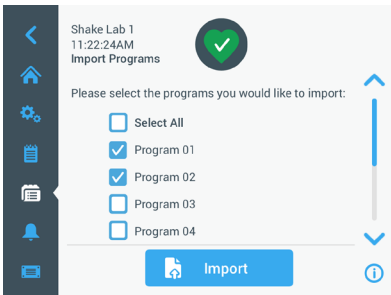 Shake Lab 1
11:22:24AM
Import Programs
Please select the programs you would like to import:
Select All
Program 01
Program 02
Program 03
Program 04
Import